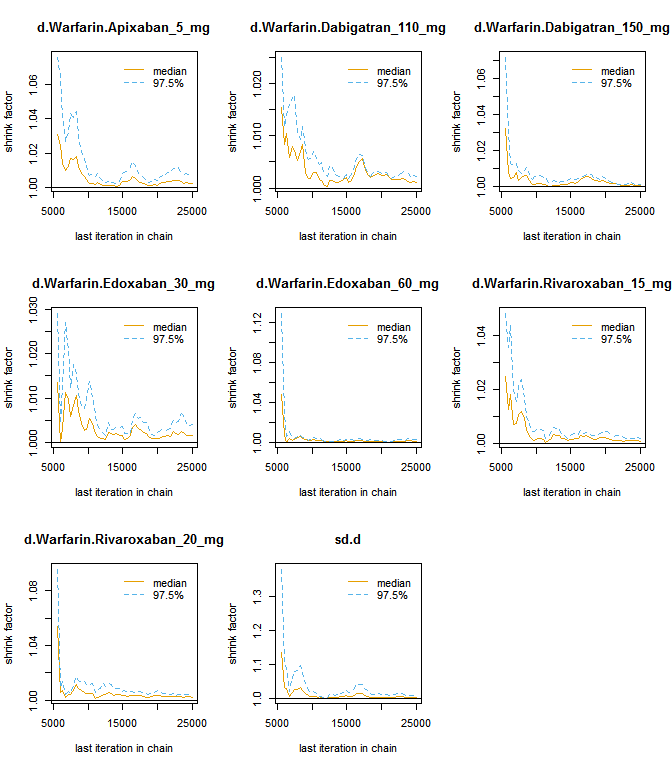 d.Warfarin.Apixaban_5_mg
shrink factor
1.00 1.02 1.04 1.06
median
97.5%
5000 15000 25000
last iteration in chain
d.Warfarin.Dabigatran_110_mg
shrink factor
1.000 1.010 1.020
median
97.5%
5000 15000 25000
last iteration in chain
d.Warfarin.Dabigatran_150_mg
shrink factor
1.00 1.02 1.04 1.06
median
97.5%
5000 15000 25000
last iteration in chain
d.Warfarin.Edoxaban_30_mg
shrink factor
1.000 1.010 1.020 1.030
median
97.5%
5000 15000 25000
last iteration in chain
d.Warfarin.Edoxaban_60_mg
shrink factor
1.00 1.04 1.08 1.12
median
97.5%
5000 15000 25000
last iteration in chain
d.Warfarin.Rivaroxaban_15_mg
shrink factor
1.00 1.02 1.04
median
97.5%
5000 15000 25000
last iteration in chain
d.Warfarin.Rivaroxaban_20_mg
shrink factor
1.00 1.04 1.08
median
97.5%
5000 15000 25000
last iteration in chain
sd.d
shrink factor
1.0 1.1 1.2 1.3
median
97.5%
5000 15000 25000
last iteration in chain